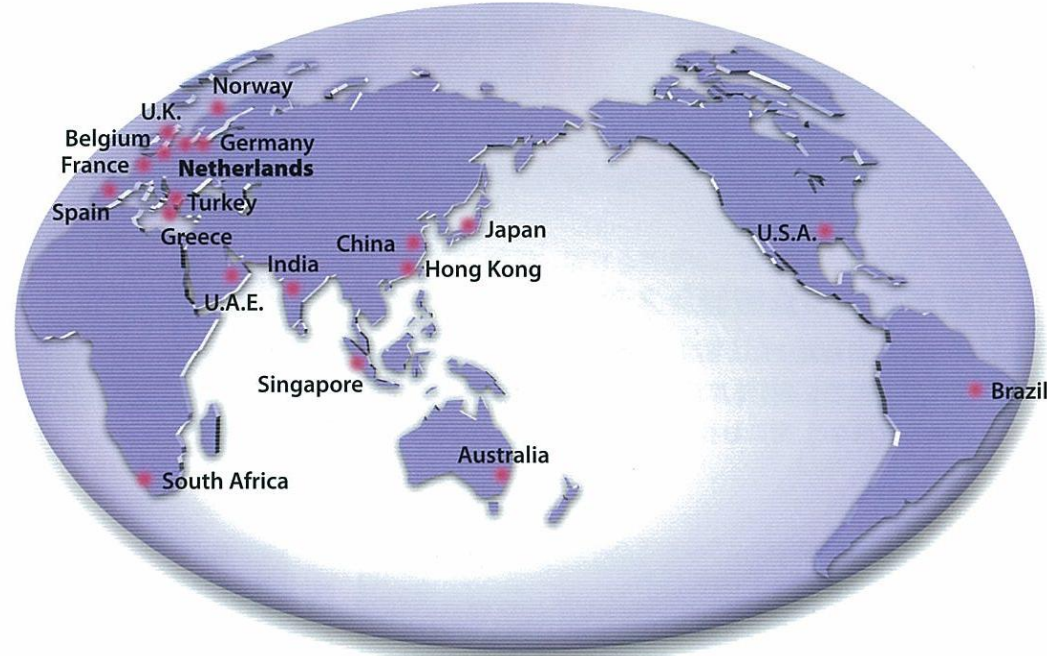 Norway
U.K.
Belgium
Germany
France
Netherlands
Spain
Turkey
Greece
China
Japan
U.S.A.
India
Hong Kong
U.A.E.
Singapore
Brazil
Australia
South Africa